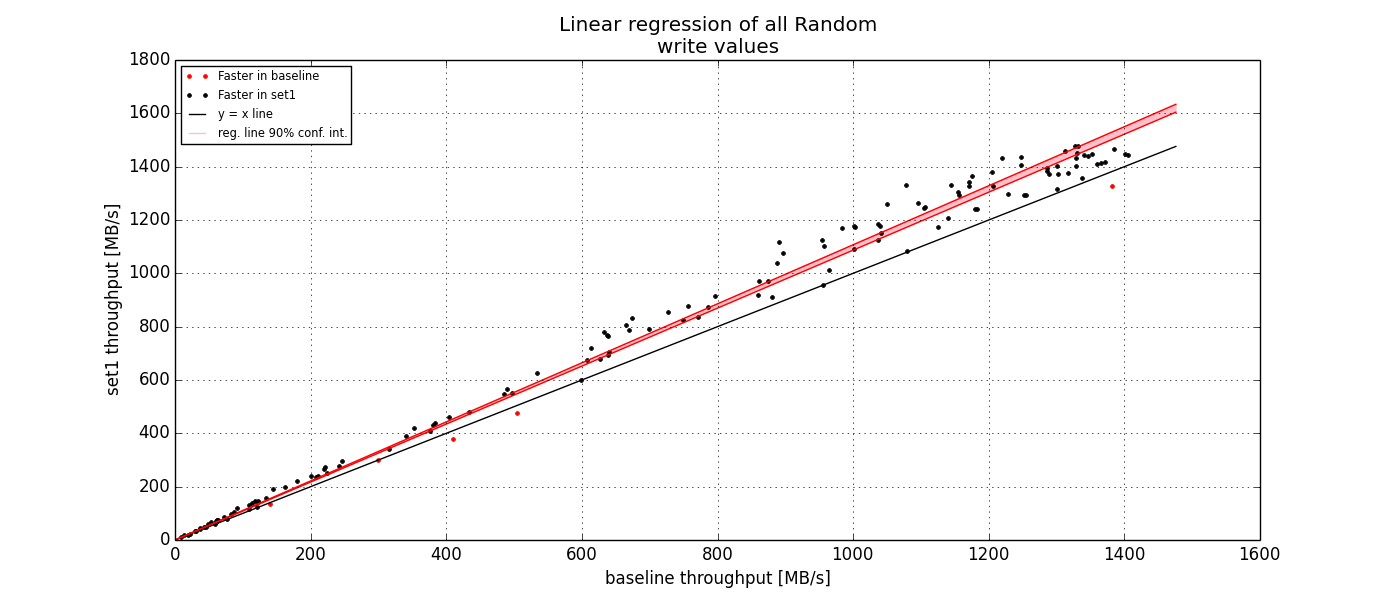 Linear regression of all Random
write values
1800
1600
1400
1200
1000
800
600
400
200
0
set1 throughput [MB/s]
Faster in baseline
Faster in set1
y = x line
reg. line 90% conf. int.
0 200 400 600 800 1000 1200 1400 1600
baseline throughput [MB/s]